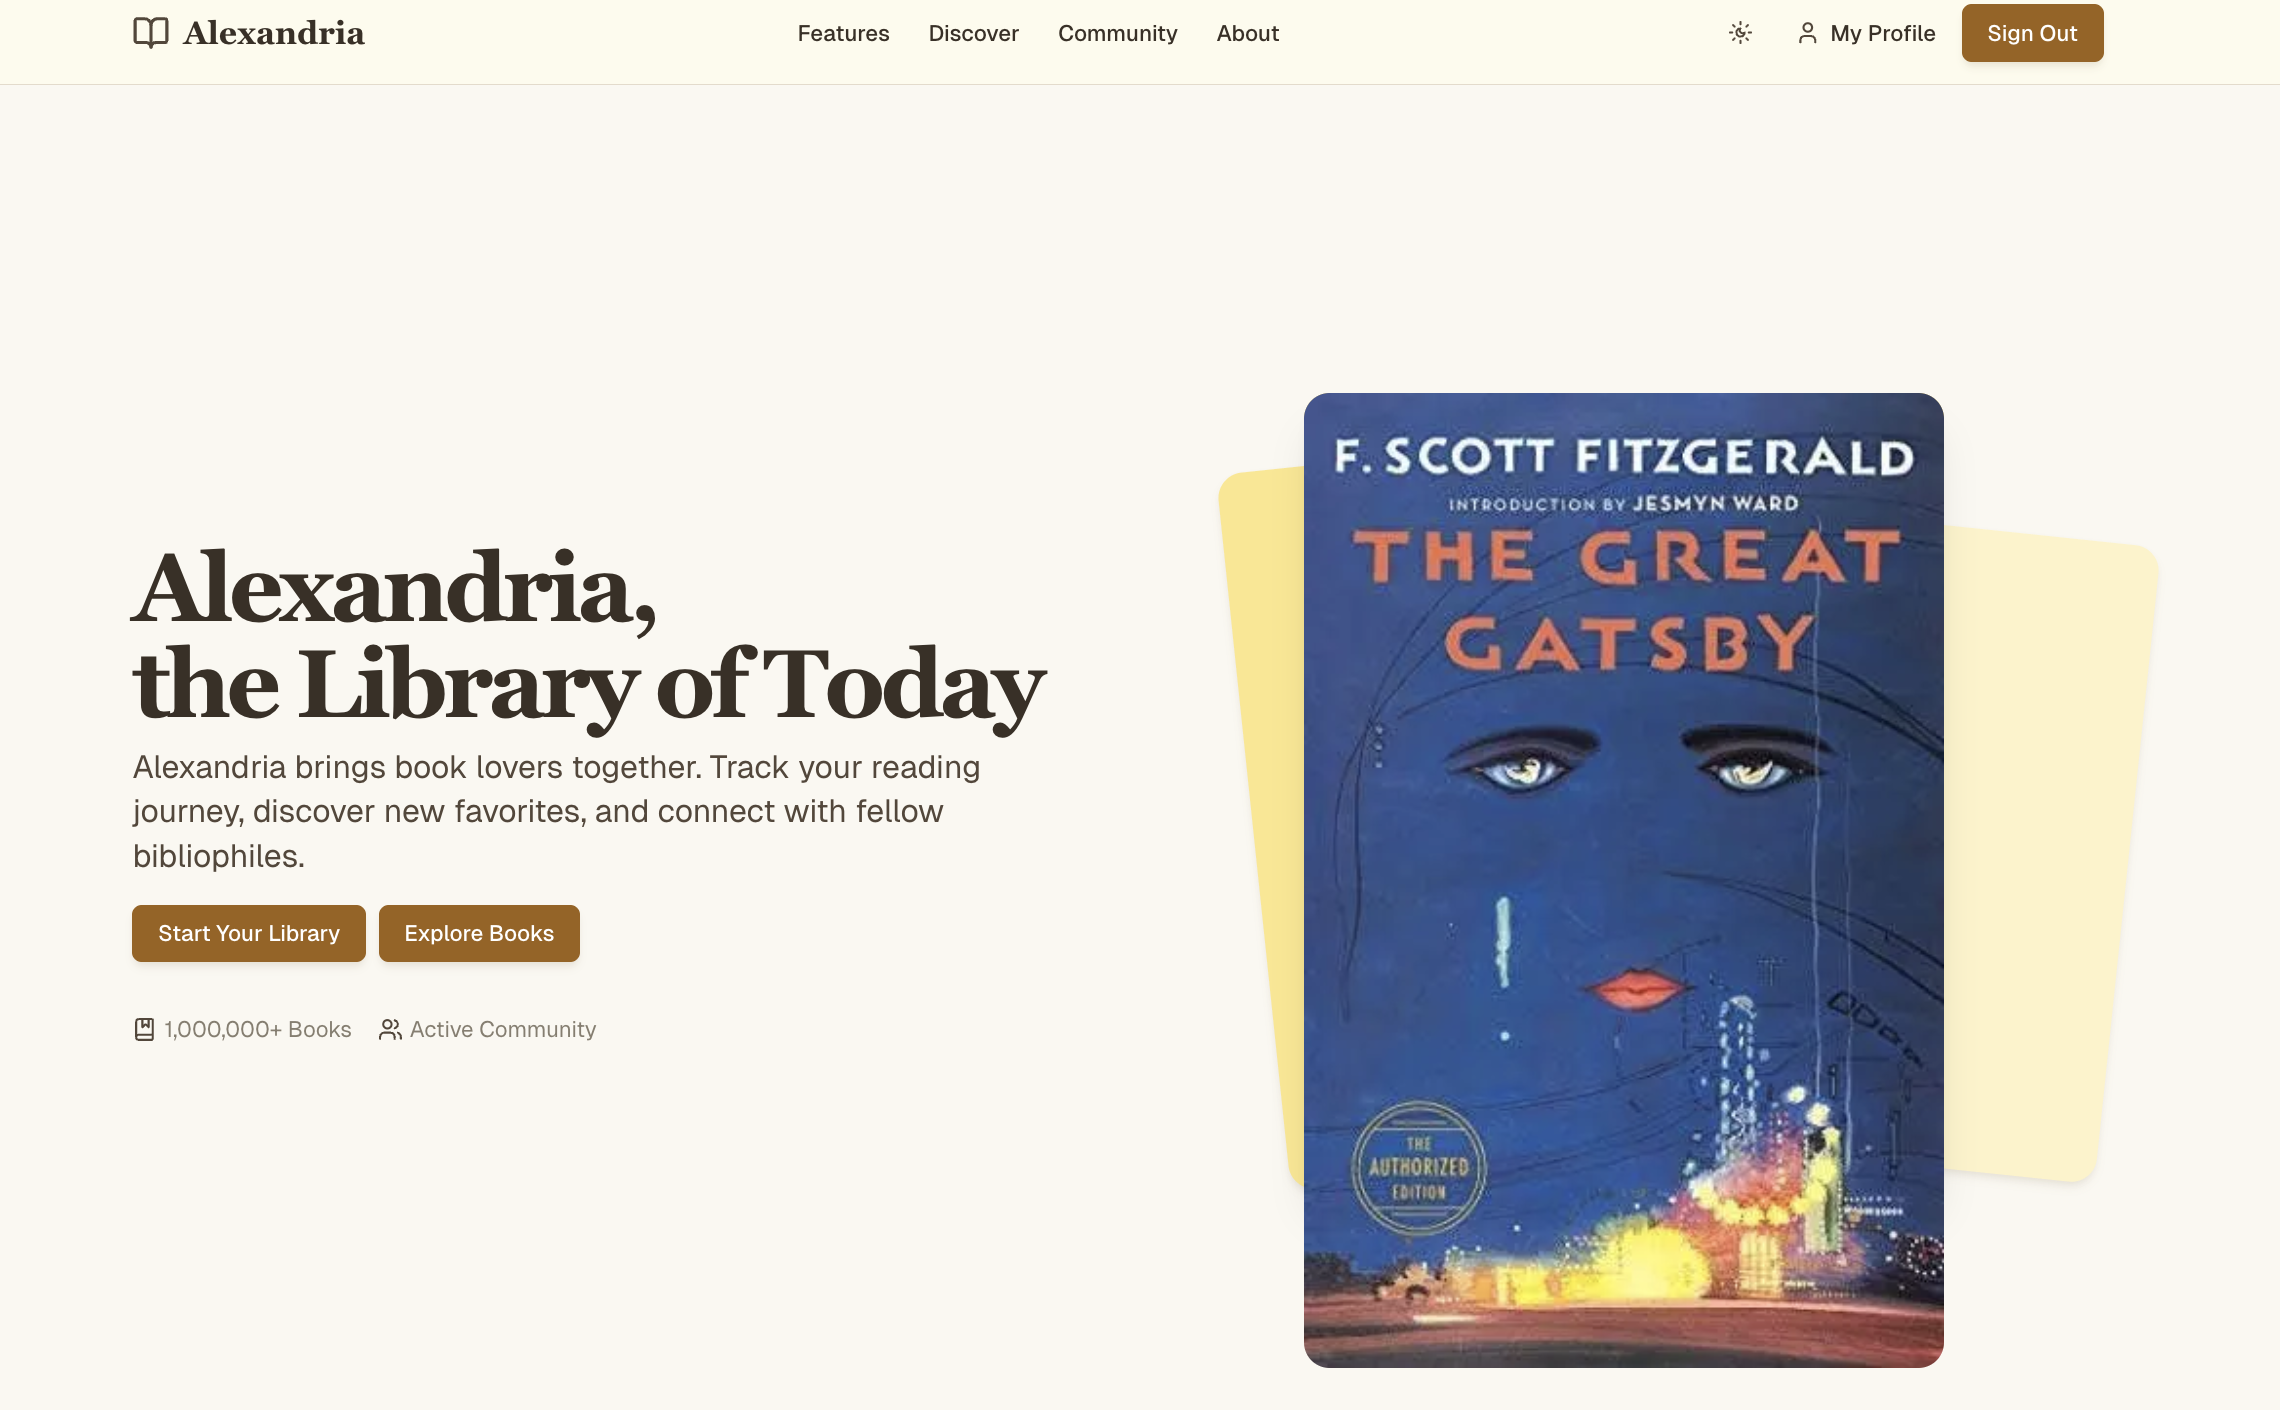 Alexandria
Features
Discover
Community
About
My Profile
Sign Out
Alexandria,
the Library of Today
Alexandria brings book lovers together. Track your reading
journey, discover new favorites, and connect with fellow
bibliophiles.
Start Your Library
Explore Books
1,000,000+ Books
Active Community
F. SCOTT FITZGERALD
INTRODUCTION BY JESMYN WARD
THE GREAT
GATSBY
THE
AUTHORIZED
EDITION